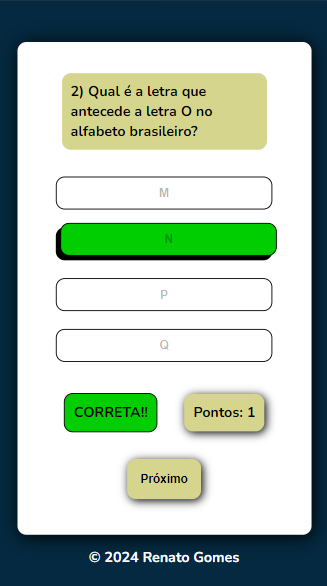 2) Qual é a letra que
antecede a letra O no
alfabeto brasileiro?
M
N
P
Q
CORRETA!!
Pontos: 1
Próximo
© 2024 Renato Gomes